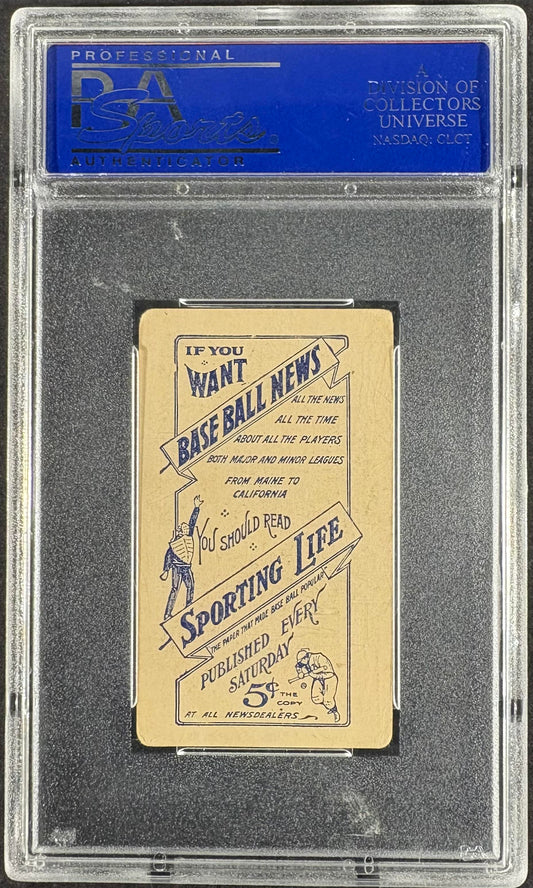 PROFESSIONAL
PSA
Sports
AUTHENTICATOR
A
DIVISION OF
COLLECTORS
UNIVERSE
NASDAQ: CLCT
IF YOU
WANT
BASE BALL NEWS
ALL THE NEWS
ALL THE TIME
ABOUT ALL THE PLAYERS
BOTH MAJOR AND MINOR LEAGUES
FROM MAINE TO
CALIFORNIA
YOU SHOULD READ
SPORTING LIFE
"THE PAPER THAT MADE BASE BALL POPULAR"
PUBLISHED EVERY
SATURDAY
5¢ THE
COPY
AT ALL NEWSDEALERS